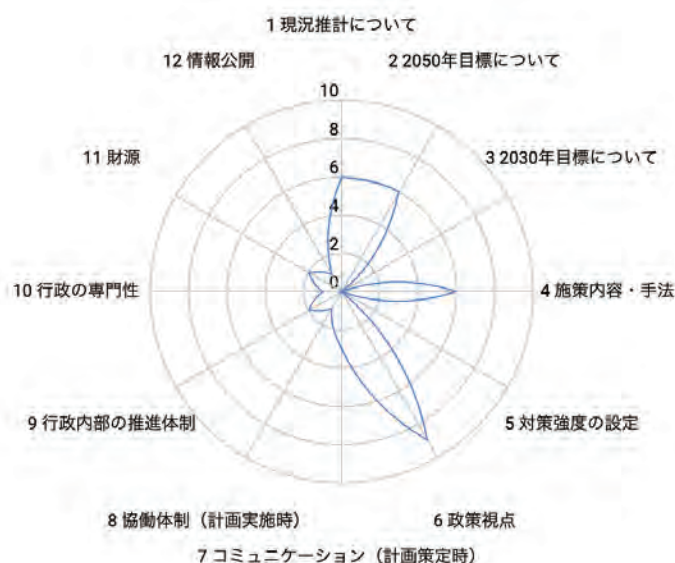 1 現況推計について
2 2050年目標について
3 2030年目標について
4 施策内容・手法
5 対策強度の設定
6 政策視点
7 コミュニケーション（計画策定時）
8 協働体制（計画実施時）
9 行政内部の推進体制
10 行政の専門性
11 財源
12 情報公開
10
8
6
4
2
0